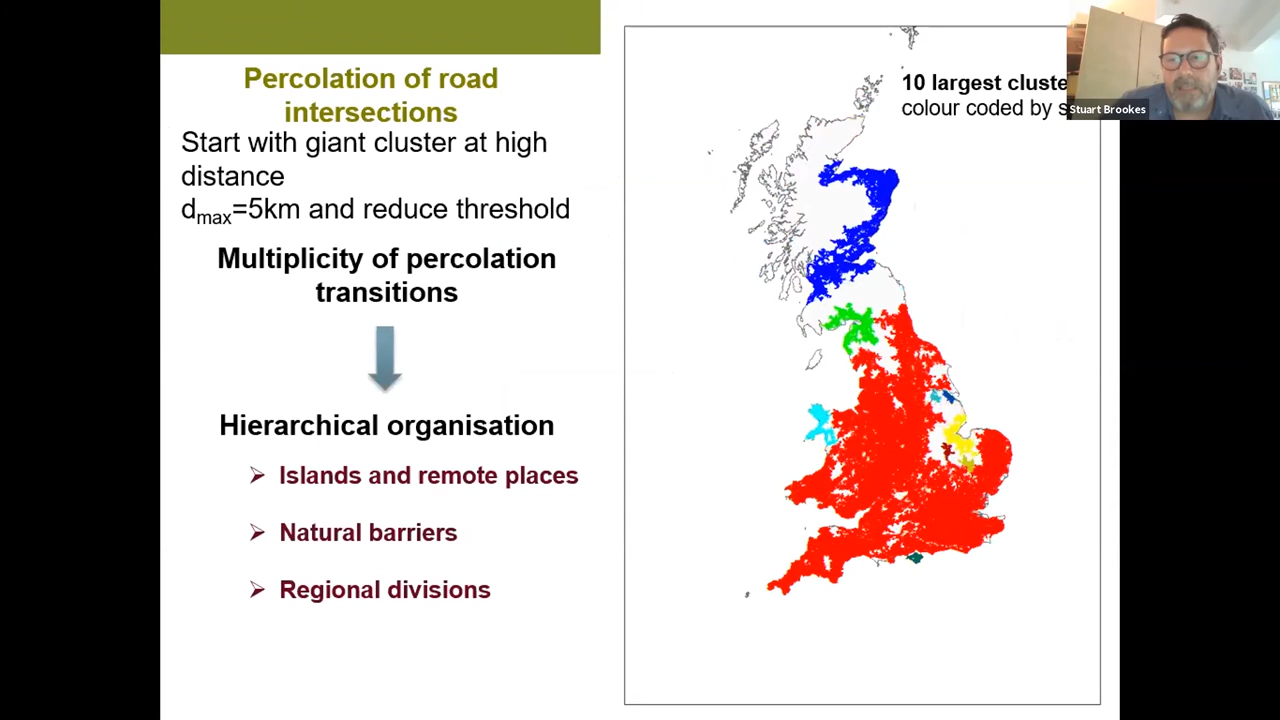 Percolation of road
intersections
Start with giant cluster at high
distance
dmax=5km and reduce threshold
Multiplicity of percolation
transitions
Hierarchical organisation
Islands and remote places
Natural barriers
Regional divisions
10 largest cluste
colour coded by s
Stuart Brookes